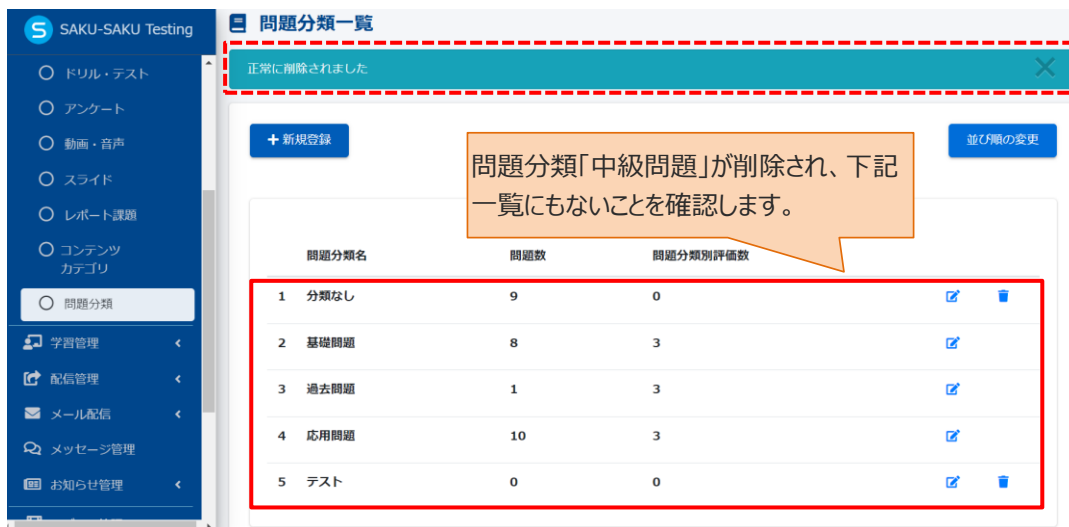 SAKU-SAKU Testing
ドリル・テスト
アンケート
動画・音声
スライド
レポート課題
コンテンツ
カテゴリ
問題分類
学習管理
配信管理
メール配信
メッセージ管理
お知らせ管理
問題分類一覧
正常に削除されました
新規登録
並び順の変更
問題分類「中級問題」が削除され、下記
一覧にもないことを確認します。
問題分類名 問題数 問題分類別評価数
1 分類なし 9 0
2 基礎問題 8 3
3 過去問題 1 3
4 応用問題 10 3
5 テスト 0 0